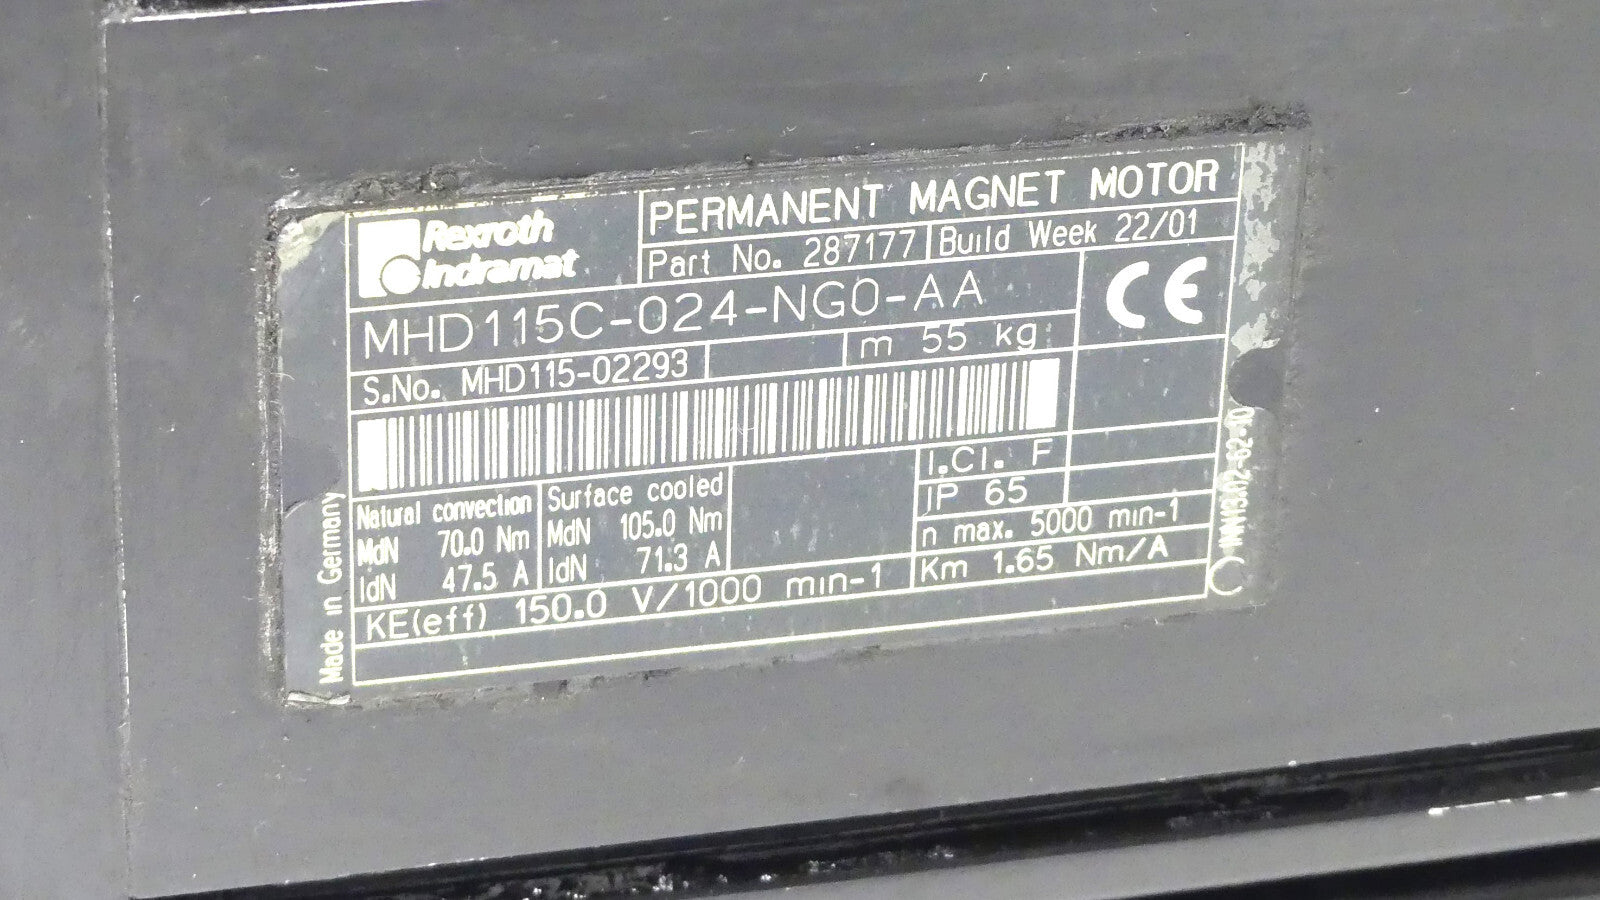 Rexroth
Indramat
PERMANENT MAGNET MOTOR
Part No. 287177 Build Week 22/01
MHD115C-024-NG0-AA
CE
S.No. MHD115-02293 m 55 kg
I.Cl. F
IP 65
Natural convection
MdN 70.0 Nm
IdN 47.5 A
Surface cooled
MdN 105.0 Nm
IdN 71.3 A
n max. 5000 min-1
KE(eff) 150.0 V/1000 min-1 Km 1.65 Nm/A
Made in Germany